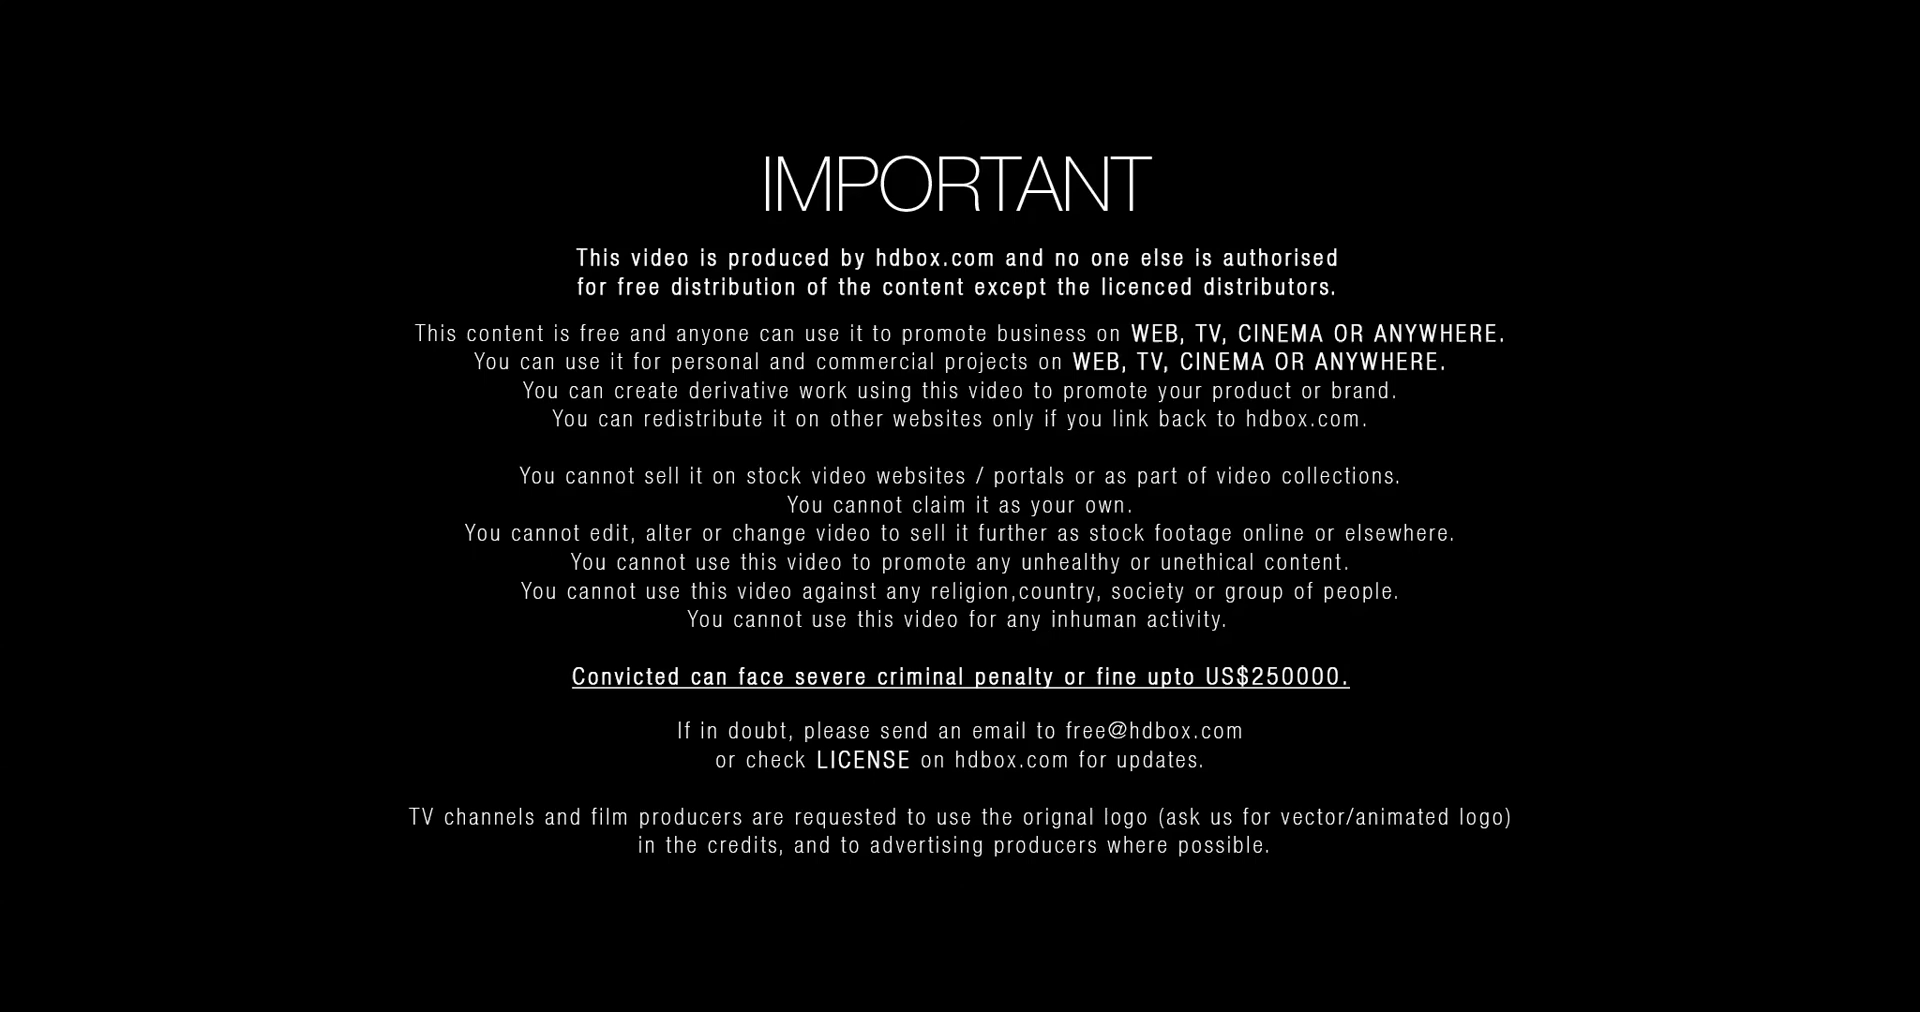 IMPORTANT
This video is produced by hdbox.com and no one else is authorised
for free distribution of the content except the licenced distributors.
This content is free and anyone can use it to promote business on WEB, TV, CINEMA OR ANYWHERE.
You can use it for personal and commercial projects on WEB, TV, CINEMA OR ANYWHERE.
You can create derivative work using this video to promote your product or brand.
You can redistribute it on other websites only if you link back to hdbox.com.
You cannot sell it on stock video websites / portals or as part of video collections.
You cannot claim it as your own.
You cannot edit, alter or change video to sell it further as stock footage online or elsewhere.
You cannot use this video to promote any unhealthy or unethical content.
You cannot use this video against any religion,country, society or group of people.
You cannot use this video for any inhuman activity.
Convicted can face severe criminal penalty or fine upto US$250000.
If in doubt, please send an email to free@hdbox.com
or check LICENSE on hdbox.com for updates.
TV channels and film producers are requested to use the orignal logo (ask us for vector/animated logo)
in the credits, and to advertising producers where possible.